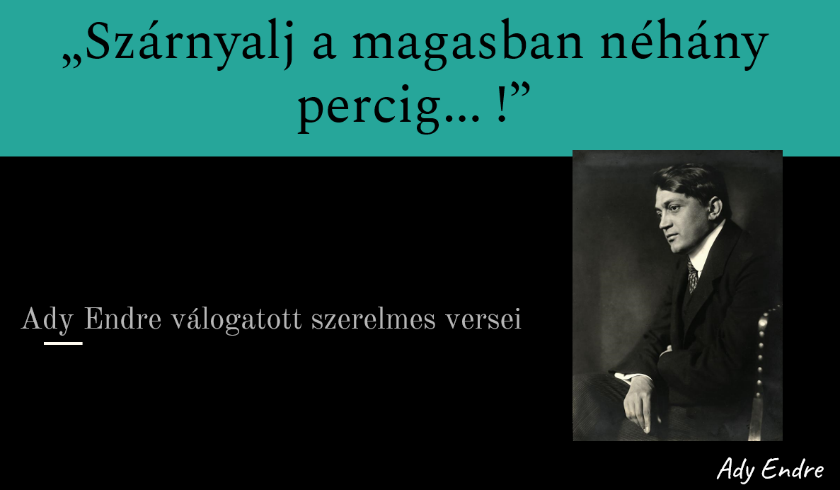 „Szárnyalj a magasban néhány
percig... !”
Ady Endre válogatott szerelmes versei
Ady Endre